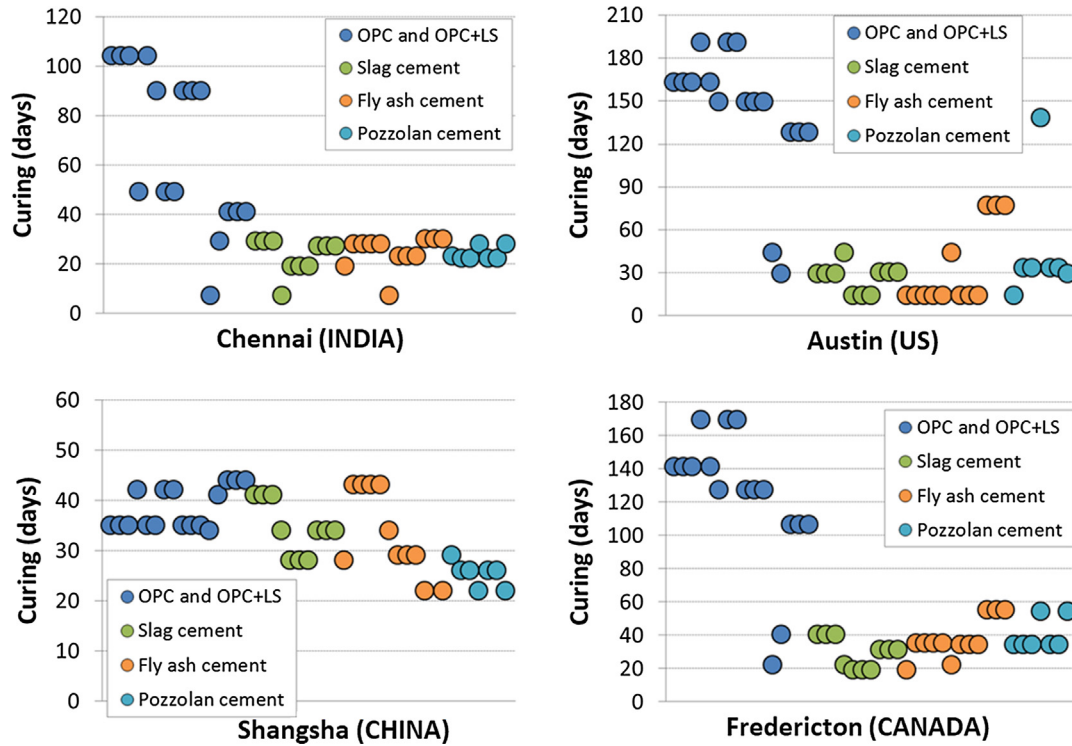 120
100
80
60
40
20
0
Curing (days)
OPC and OPC+LS
Slag cement
Fly ash cement
Pozzolan cement
Chennai (INDIA)
210
180
150
120
90
60
30
0
Curing (days)
OPC and OPC+LS
Slag cement
Fly ash cement
Pozzolan cement
Austin (US)
60
50
40
30
20
10
0
Curing (days)
OPC and OPC+LS
Slag cement
Fly ash cement
Pozzolan cement
Shangsha (CHINA)
180
160
140
120
100
80
60
40
20
0
Curing (days)
OPC and OPC+LS
Slag cement
Fly ash cement
Pozzolan cement
Fredericton (CANADA)